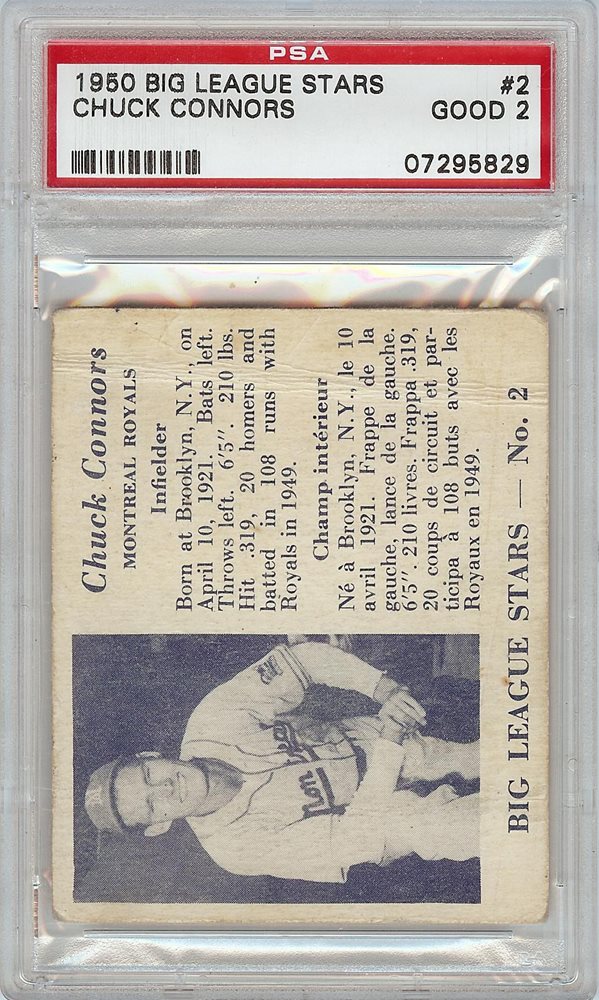 PSA
1950 BIG LEAGUE STARS #2
CHUCK CONNORS GOOD 2
07295829
Chuck Connors
MONTREAL ROYALS
Infielder
Born at Brooklyn, N.Y., on
April 10, 1921. Bats left.
Throws left. 6'5". 210 lbs.
Hit .319, 20 homers and
batted in 108 runs with
Royals in 1949.
Champ intérieur
Né à Brooklyn, N.Y., le 10
avril 1921. Frappe de la
gauche, lance de la gauche.
6'5". 210 livres. Frappa .319,
20 coups de circuit et par-
ticipa à 108 buts avec les
Royaux en 1949.
BIG LEAGUE STARS — No. 2